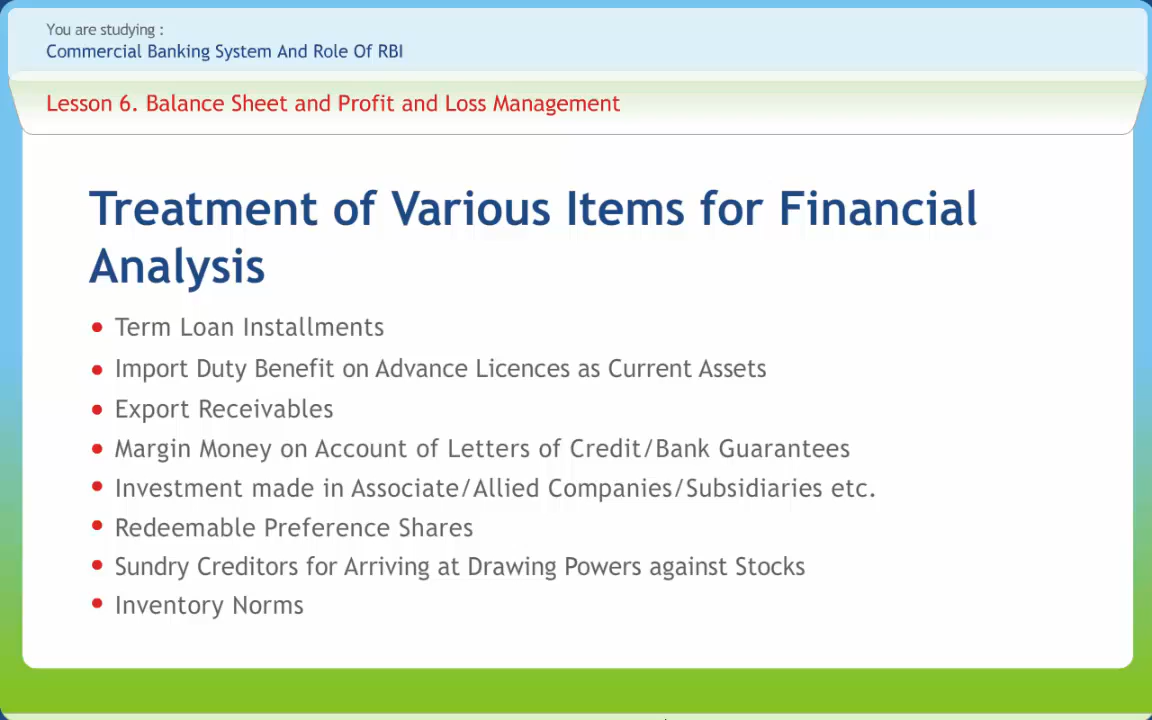 You are studying :
Commercial Banking System And Role Of RBI
Lesson 6. Balance Sheet and Profit and Loss Management
Treatment of Various Items for Financial
Analysis
• Term Loan Installments
• Import Duty Benefit on Advance Licences as Current Assets
• Export Receivables
• Margin Money on Account of Letters of Credit/Bank Guarantees
• Investment made in Associate/Allied Companies/Subsidiaries etc.
• Redeemable Preference Shares
• Sundry Creditors for Arriving at Drawing Powers against Stocks
• Inventory Norms